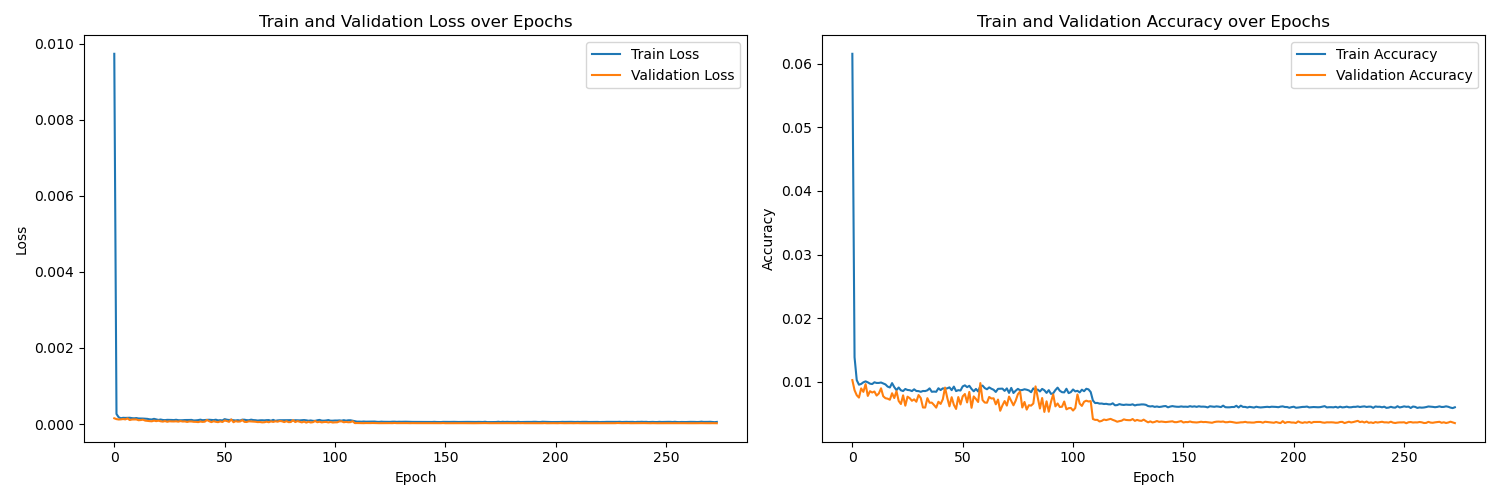 Train and Validation Loss over Epochs
0.010
0.008
0.006
0.004
0.002
0.000
Loss
Train Loss
Validation Loss
0
50
100
150
200
250
Epoch
Train and Validation Accuracy over Epochs
0.06
0.05
0.04
0.03
0.02
0.01
Accuracy
Train Accuracy
Validation Accuracy
0
50
100
150
200
250
Epoch